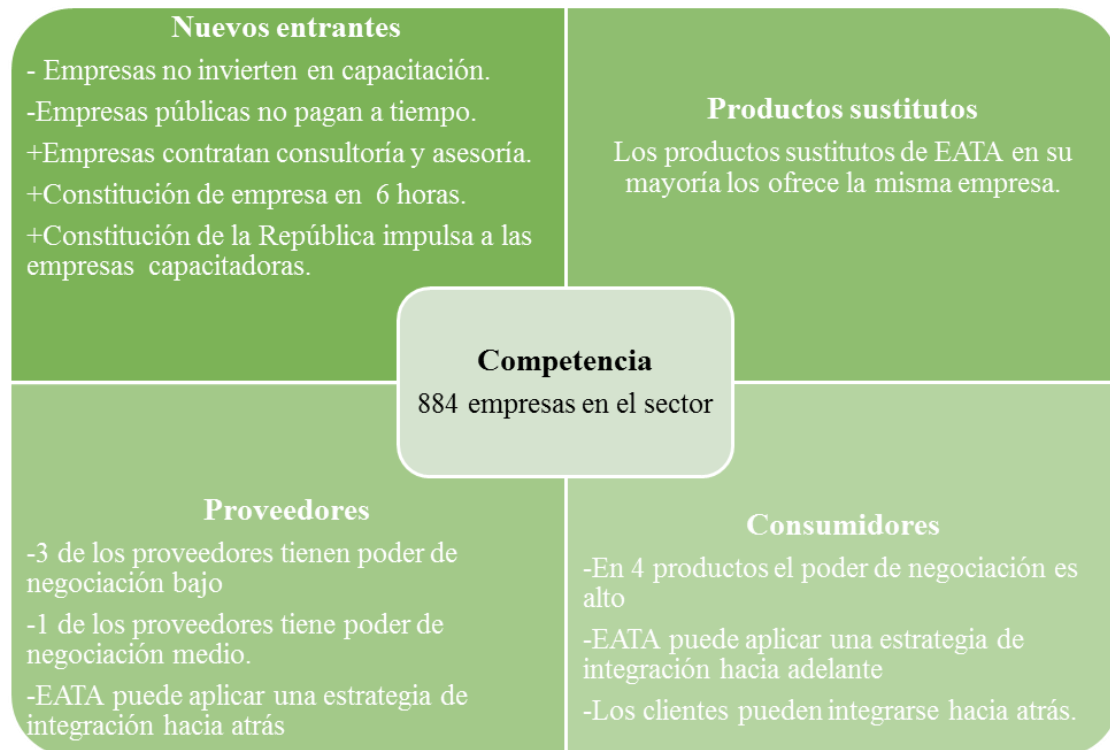 Nuevos entrantes
- Empresas no invierten en capacitación.
-Empresas públicas no pagan a tiempo.
+Empresas contratan consultoría y asesoría.
+Constitución de empresa en 6 horas.
+Constitución de la República impulsa a las
empresas capacitadoras.
Productos sustitutos
Los productos sustitutos de EATA en su
mayoría los ofrece la misma empresa.
Competencia
884 empresas en el sector
Proveedores
-3 de los proveedores tienen poder de
negociación bajo
-1 de los proveedores tiene poder de
negociación medio.
-EATA puede aplicar una estrategia de
integración hacia atrás
Consumidores
-En 4 productos el poder de negociación es
alto
-EATA puede aplicar una estrategia de
integración hacia adelante
-Los clientes pueden integrarse hacia atrás.